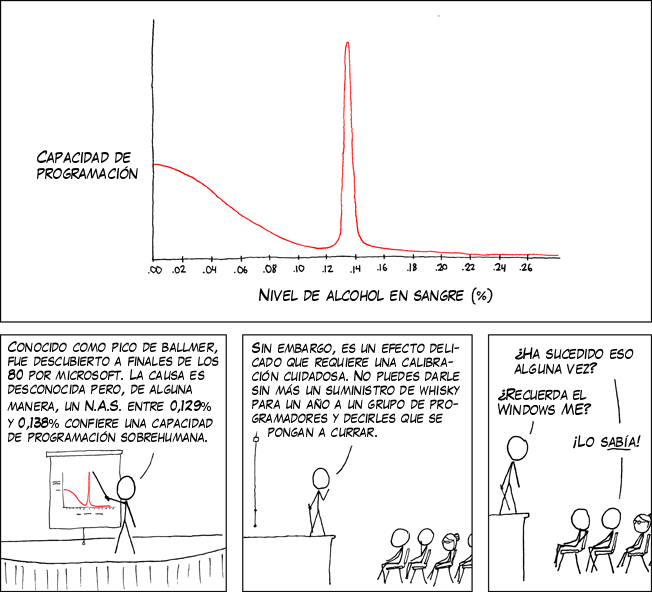 CAPACIDAD DE
PROGRAMACIÓN
.00 .02 .04 .06 .08 .10 .12 .14 .16 .18 .20 .22 .24 .26
NIVEL DE ALCOHOL EN SANGRE (%)
CONOCIDO COMO PICO DE BALLMER,
FUE DESCUBIERTO A FINALES DE LOS
80 POR MICROSOFT. LA CAUSA ES
DESCONOCIDA PERO, DE ALGUNA
MANERA, UN N.A.S. ENTRE 0,129%
Y 0,138% CONFIERE UNA CAPACIDAD
DE PROGRAMACIÓN SOBREHUMANA.
SIN EMBARGO, ES UN EFECTO DELI-
CADO QUE REQUIERE UNA CALIBRA-
CIÓN CUIDADOSA. NO PUEDES DARLE
SIN MÁS UN SUMINISTRO DE WHISKY
PARA UN AÑO A UN GRUPO DE PRO-
GRAMADORES Y DECIRLES QUE SE
PONGAN A CURRAR.
¿HA SUCEDIDO ESO
ALGUNA VEZ?
¿RECUERDA EL
WINDOWS ME?
¡LO SABÍA!